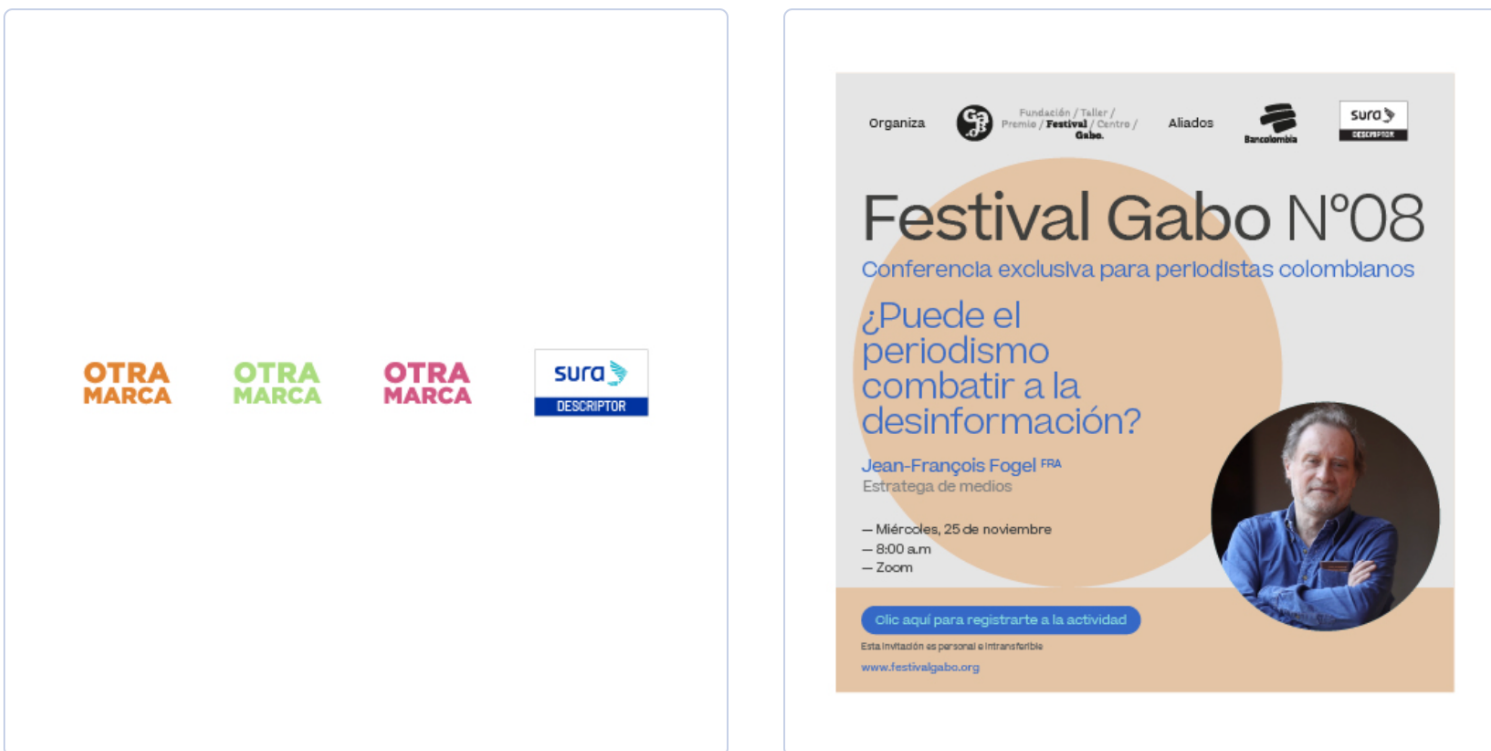 OTRA
MARCA
OTRA
MARCA
OTRA
MARCA
sura
DESCRIPTOR
Organiza
GaBo.
Fundación / Taller /
Premio / Festival / Centro /
Gabo.
Aliados
Bancolombia
sura
DESCRIPTOR
Festival Gabo Nº08
Conferencia exclusiva para periodistas colombianos
¿Puede el
periodismo
combatir a la
desinformación?
Jean-François Fogel FRA
Estratega de medios
— Miércoles, 25 de noviembre
— 8:00 a.m
— Zoom
Clic aquí para registrarte a la actividad
Esta invitación es personal e intransferible
www.festivalgabo.org